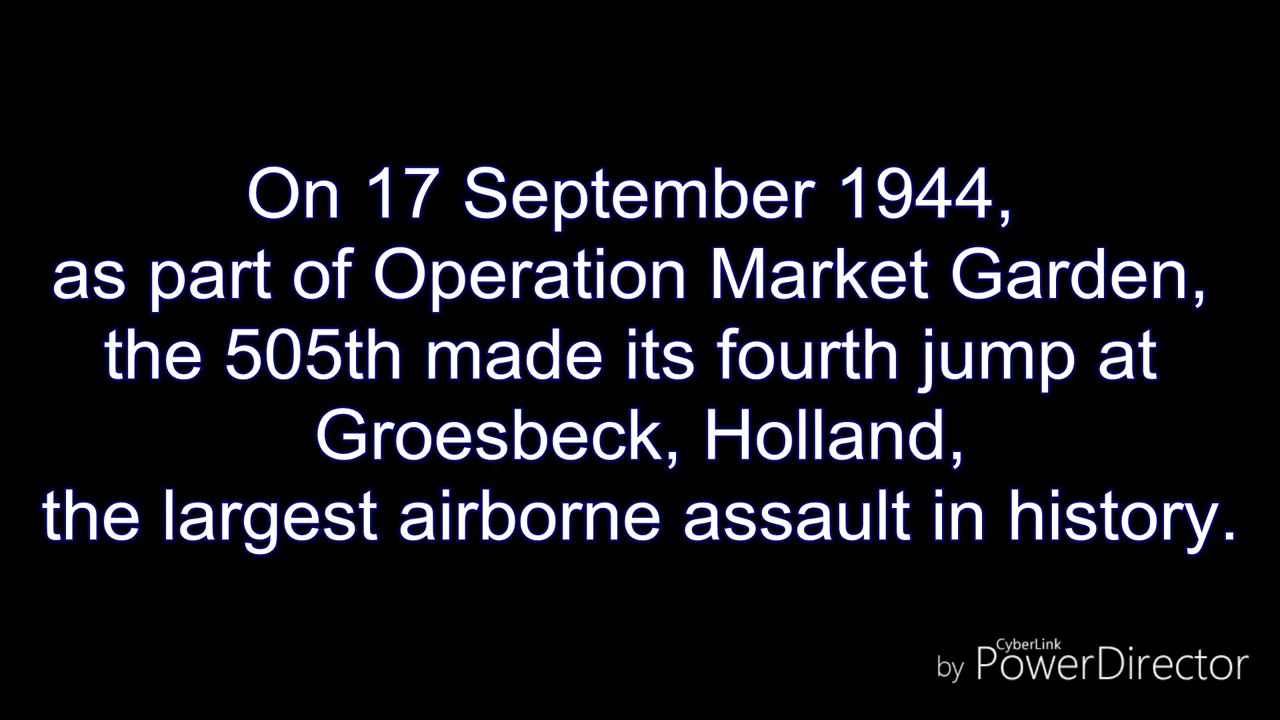 On 17 September 1944,
as part of Operation Market Garden,
the 505th made its fourth jump at
Groesbeck, Holland,
the largest airborne assault in history.
CyberLink
by PowerDirector